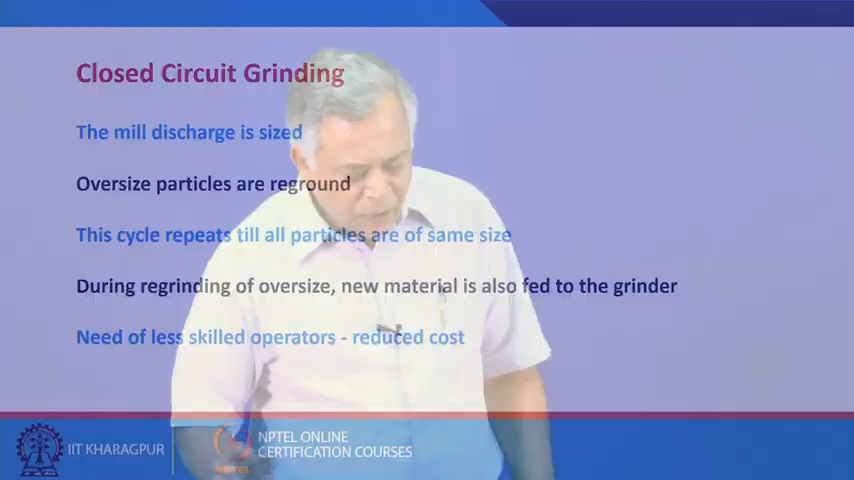 Closed Circuit Grinding
The mill discharge is sized
Oversize particles are reground
This cycle repeats till all particles are of same size
During regrinding of oversize, new material is also fed to the grinder
Need of less skilled operators - reduced cost
IIT KHARAGPUR
NPTEL ONLINE
CERTIFICATION COURSES